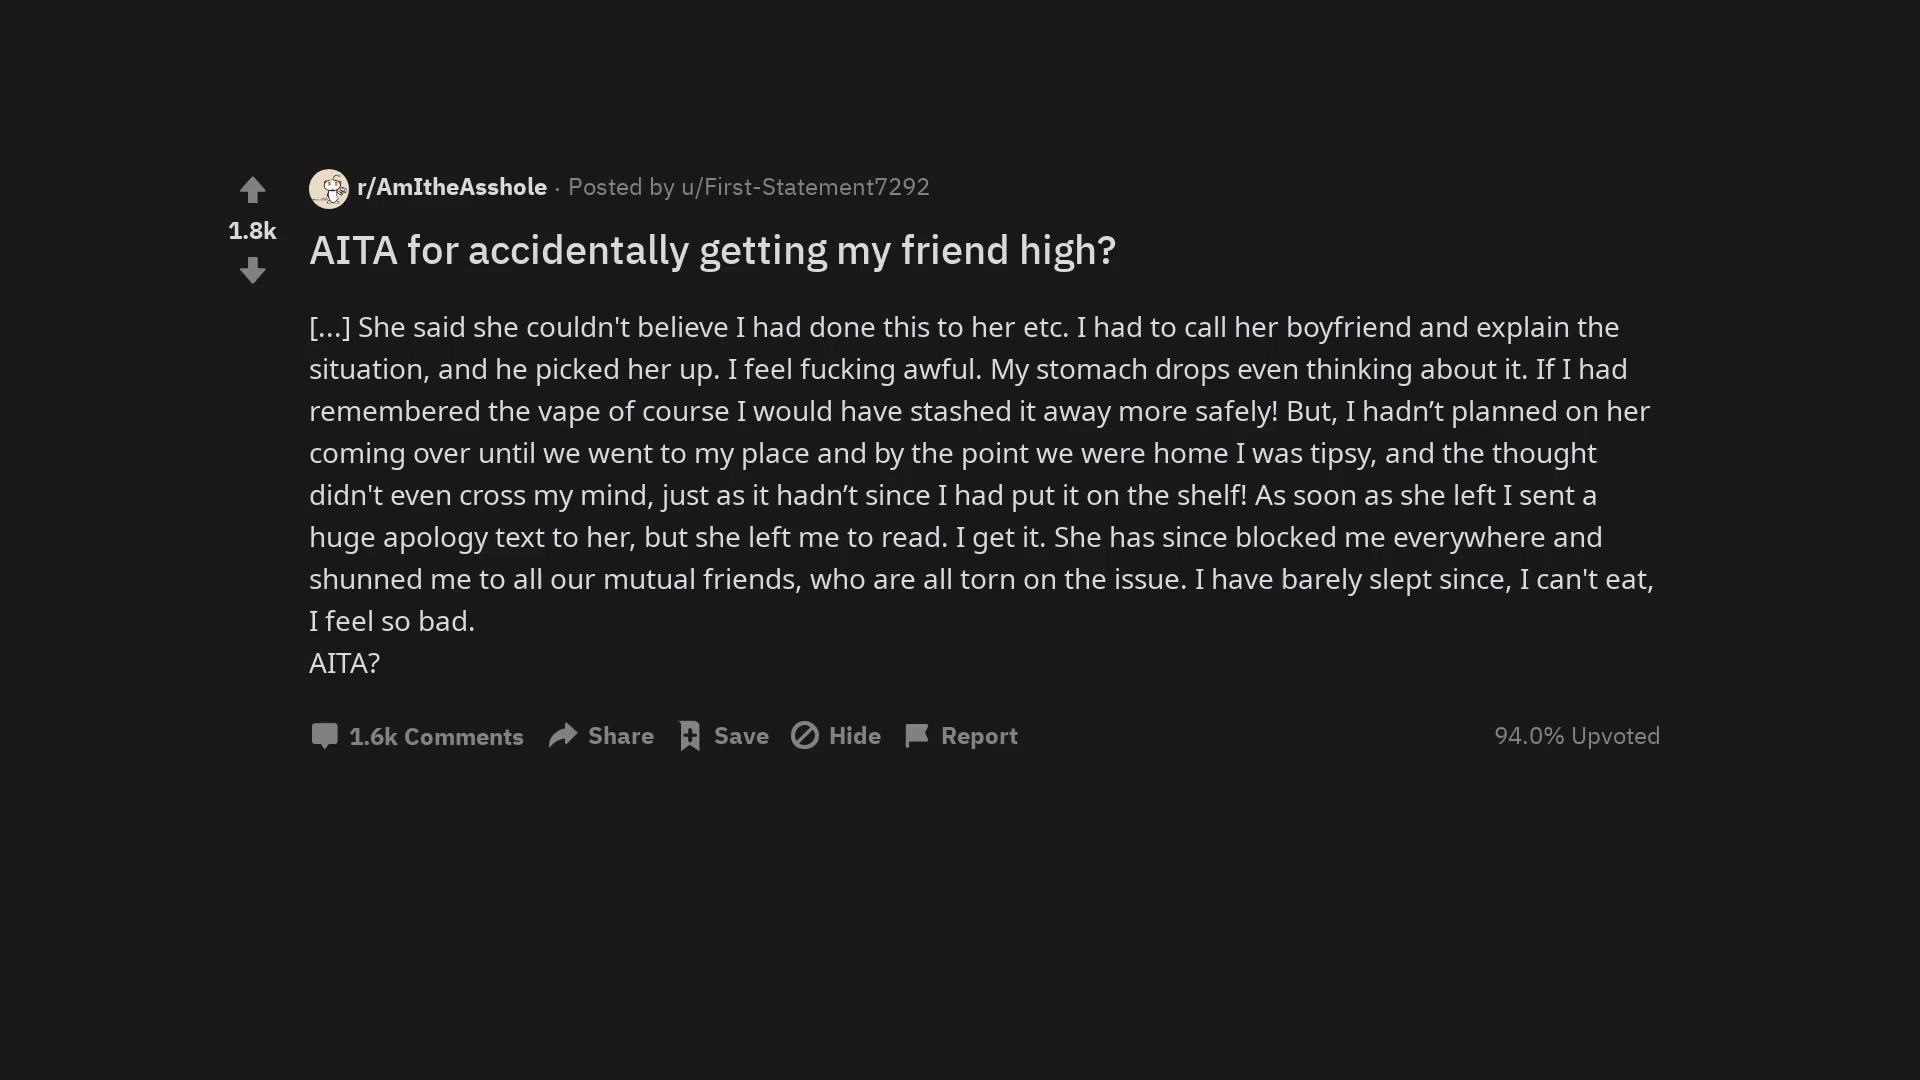 r/AmItheAsshole · Posted by u/First-Statement7292
1.8k
AITA for accidentally getting my friend high?
[...] She said she couldn't believe I had done this to her etc. I had to call her boyfriend and explain the
situation, and he picked her up. I feel fucking awful. My stomach drops even thinking about it. If I had
remembered the vape of course I would have stashed it away more safely! But, I hadn’t planned on her
coming over until we went to my place and by the point we were home I was tipsy, and the thought
didn't even cross my mind, just as it hadn’t since I had put it on the shelf! As soon as she left I sent a
huge apology text to her, but she left me to read. I get it. She has since blocked me everywhere and
shunned me to all our mutual friends, who are all torn on the issue. I have barely slept since, I can't eat,
I feel so bad.
AITA?
1.6k Comments Share Save Hide Report 94.0% Upvoted